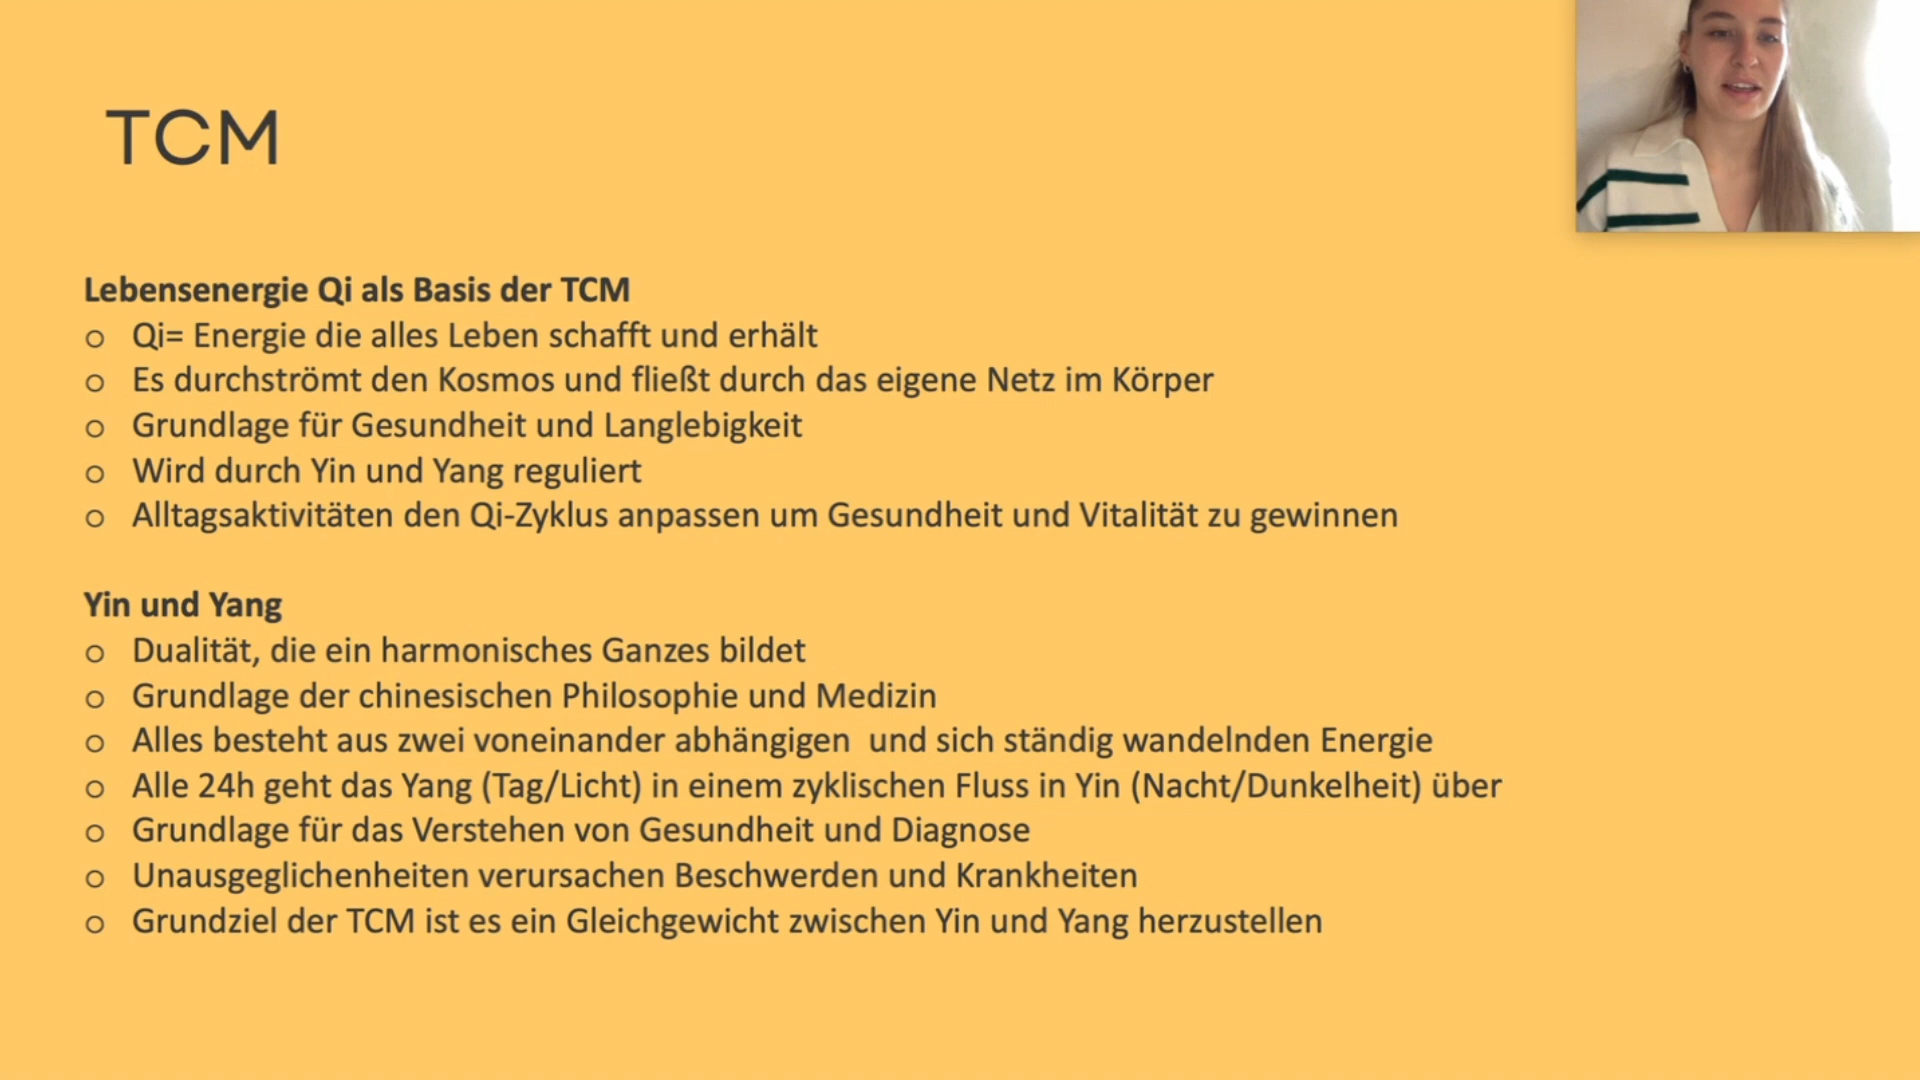 TCM
Lebensenergie Qi als Basis der TCM
o Qi= Energie die alles Leben schafft und erhält
o Es durchströmt den Kosmos und fließt durch das eigene Netz im Körper
o Grundlage für Gesundheit und Langlebigkeit
o Wird durch Yin und Yang reguliert
o Alltagsaktivitäten den Qi-Zyklus anpassen um Gesundheit und Vitalität zu gewinnen
Yin und Yang
o Dualität, die ein harmonisches Ganzes bildet
o Grundlage der chinesischen Philosophie und Medizin
o Alles besteht aus zwei voneinander abhängigen  und sich ständig wandelnden Energie
o Alle 24h geht das Yang (Tag/Licht) in einem zyklischen Fluss in Yin (Nacht/Dunkelheit) über
o Grundlage für das Verstehen von Gesundheit und Diagnose
o Unausgeglichenheiten verursachen Beschwerden und Krankheiten
o Grundziel der TCM ist es ein Gleichgewicht zwischen Yin und Yang herzustellen